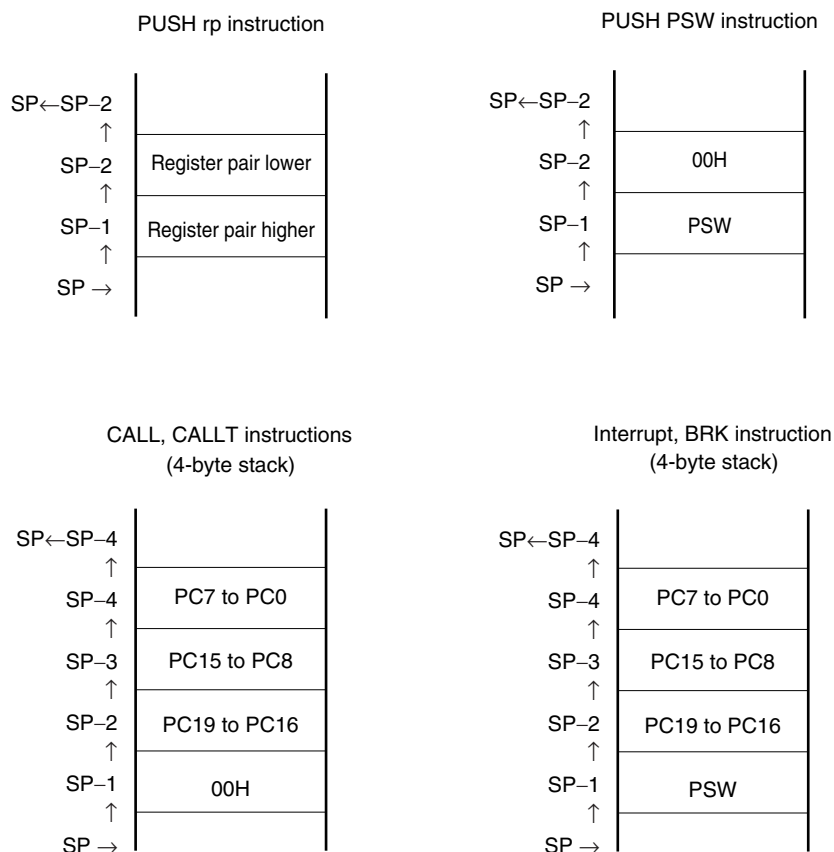 PUSH rp instruction
SP←SP–2
↑
SP–2
↑
SP–1
↑
SP →
Register pair lower
Register pair higher
PUSH PSW instruction
SP←SP–2
↑
SP–2
↑
SP–1
↑
SP →
00H
PSW
CALL, CALLT instructions
(4-byte stack)
SP←SP–4
↑
SP–4
↑
SP–3
↑
SP–2
↑
SP–1
↑
SP →
PC7 to PC0
PC15 to PC8
PC19 to PC16
00H
Interrupt, BRK instruction
(4-byte stack)
SP←SP–4
↑
SP–4
↑
SP–3
↑
SP–2
↑
SP–1
↑
SP →
PC7 to PC0
PC15 to PC8
PC19 to PC16
PSW